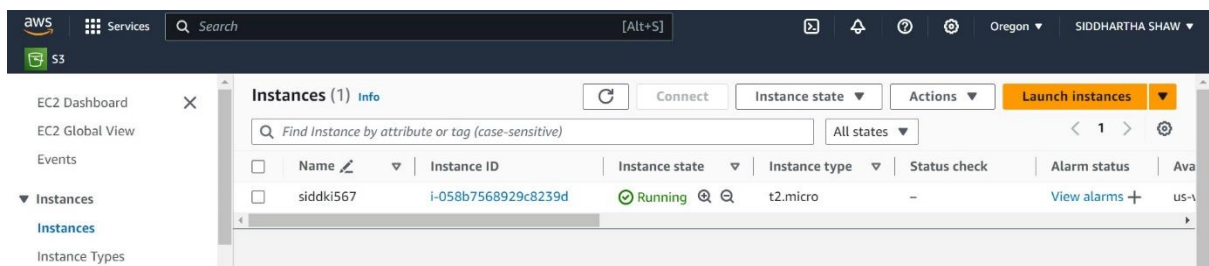 aws Services Search [Alt+S] Oregon SIDDHARTHA SHAW
S3
EC2 Dashboard
EC2 Global View
Events
Instances
Instances
Instance Types
Instances (1) Info Connect Instance state Actions Launch instances
Find Instance by attribute or tag (case-sensitive) All states 1
Name Instance ID Instance state Instance type Status check Alarm status Ava
siddki567 i-058b7568929c8239d Running t2.micro – View alarms + us-